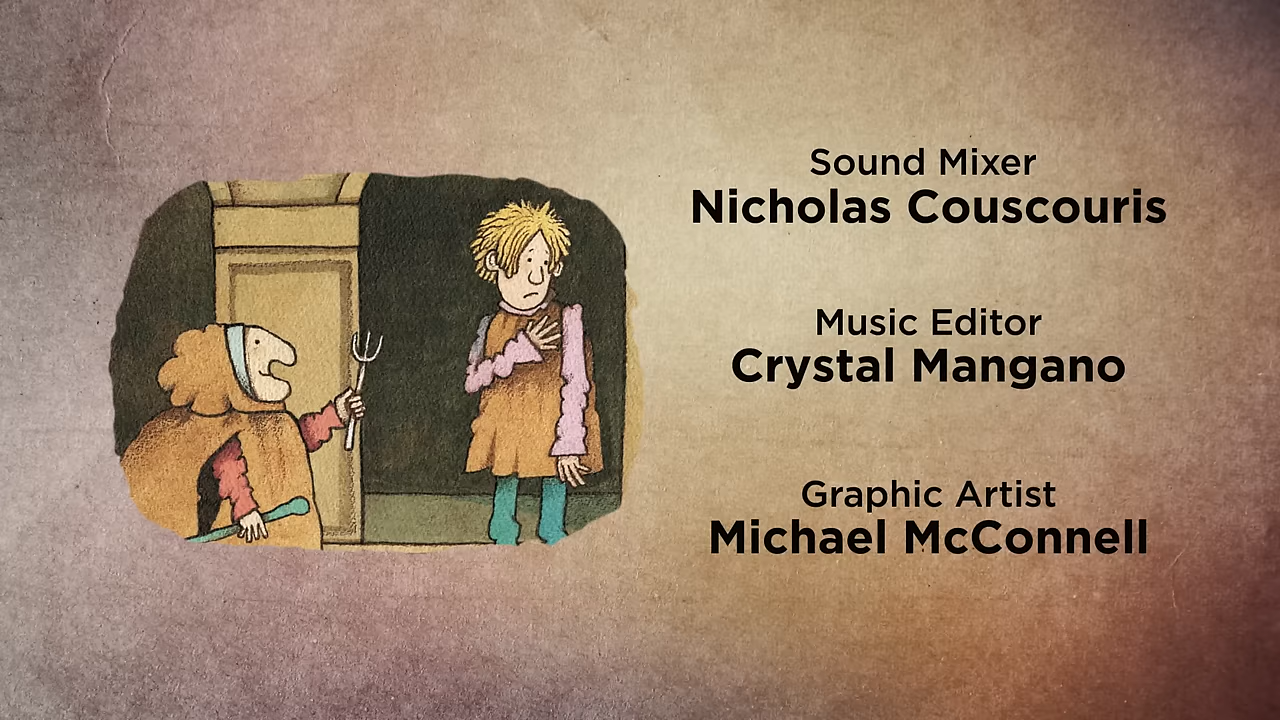 Sound Mixer
Nicholas Couscouris
Music Editor
Crystal Mangano
Graphic Artist
Michael McConnell